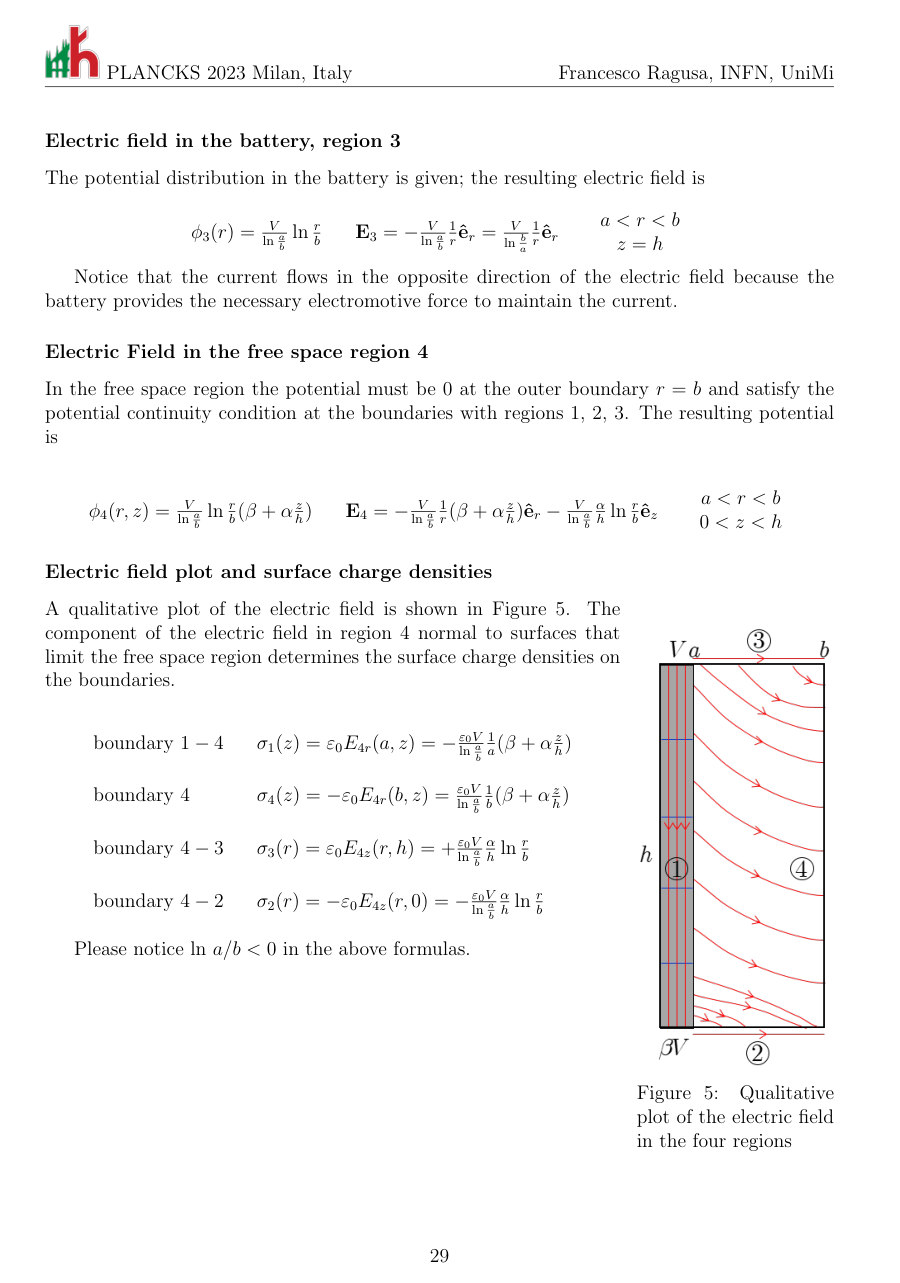 PLANCKS 2023 Milan, Italy Francesco Ragusa, INFN, UniMi
Electric field in the battery, region 3
The potential distribution in the battery is given; the resulting electric field is
ϕ₃(r) = V/(ln a/b) ln r/b    E₃ = − V/(ln a/b) 1/r ê_r = V/(ln b/a) 1/r ê_r    a < r < b
z = h
Notice that the current flows in the opposite direction of the electric field because the
battery provides the necessary electromotive force to maintain the current.
Electric Field in the free space region 4
In the free space region the potential must be 0 at the outer boundary r = b and satisfy the
potential continuity condition at the boundaries with regions 1, 2, 3. The resulting potential
is
ϕ₄(r, z) = V/(ln a/b) ln r/b (β + α z/h)    E₄ = − V/(ln a/b) 1/r (β + α z/h)ê_r − V/(ln a/b) α/h ln r/b ê_z    a < r < b
0 < z < h
Electric field plot and surface charge densities
A qualitative plot of the electric field is shown in Figure 5. The
component of the electric field in region 4 normal to surfaces that
limit the free space region determines the surface charge densities on
the boundaries.
boundary 1 − 4    σ₁(z) = ε₀E₄r(a, z) = − ε₀V/(ln a/b) 1/a (β + α z/h)
boundary 4    σ₄(z) = −ε₀E₄r(b, z) = ε₀V/(ln a/b) 1/b (β + α z/h)
boundary 4 − 3    σ₃(r) = ε₀E₄z(r, h) = + ε₀V/(ln a/b) α/h ln r/b
boundary 4 − 2    σ₂(r) = −ε₀E₄z(r, 0) = − ε₀V/(ln a/b) α/h ln r/b
Please notice ln a/b < 0 in the above formulas.
③
V a b
h
① ④
βV ②
Figure 5: Qualitative
plot of the electric field
in the four regions
29